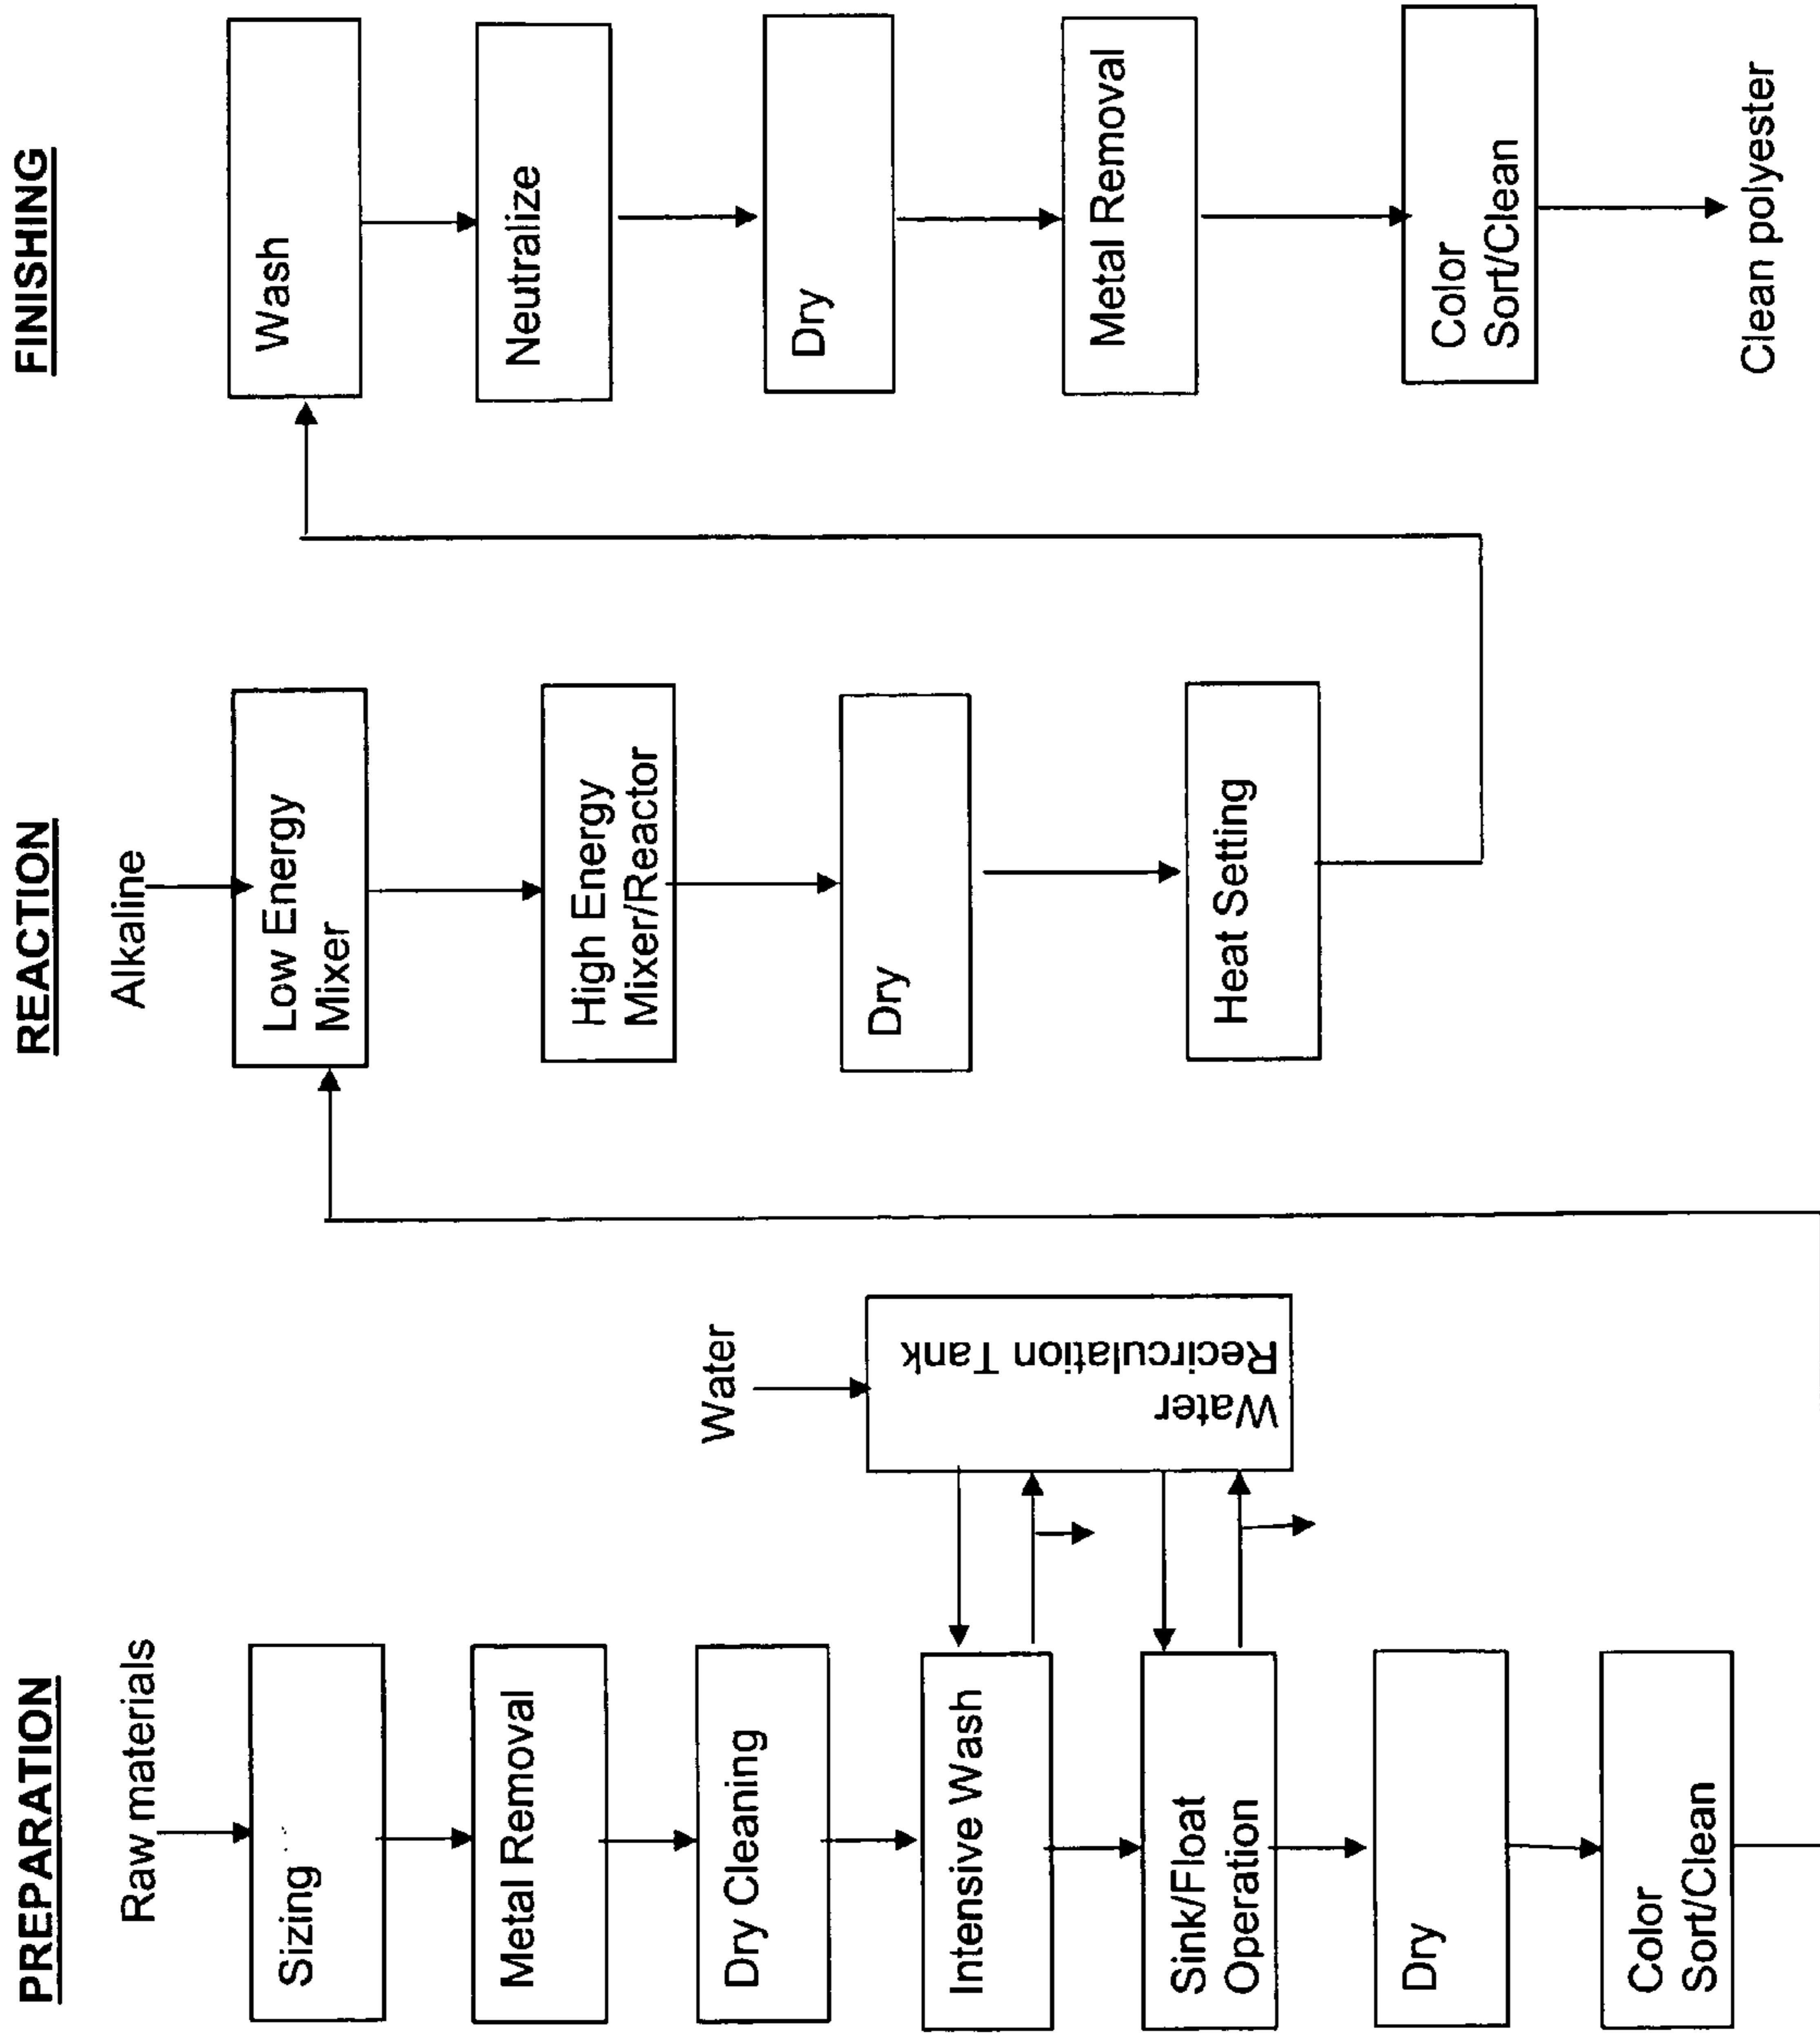 PREPARATION
Raw materials
Sizing
Metal Removal
Dry Cleaning
Intensive Wash
Sink/Float
Operation
Dry
Color
Sort/Clean
Water
Water
Recirculation Tank
REACTION
Alkaline
Low Energy
Mixer
High Energy
Mixer/Reactor
Dry
Heat Setting
FINISHING
Wash
Neutralize
Dry
Metal Removal
Color
Sort/Clean
Clean polyester